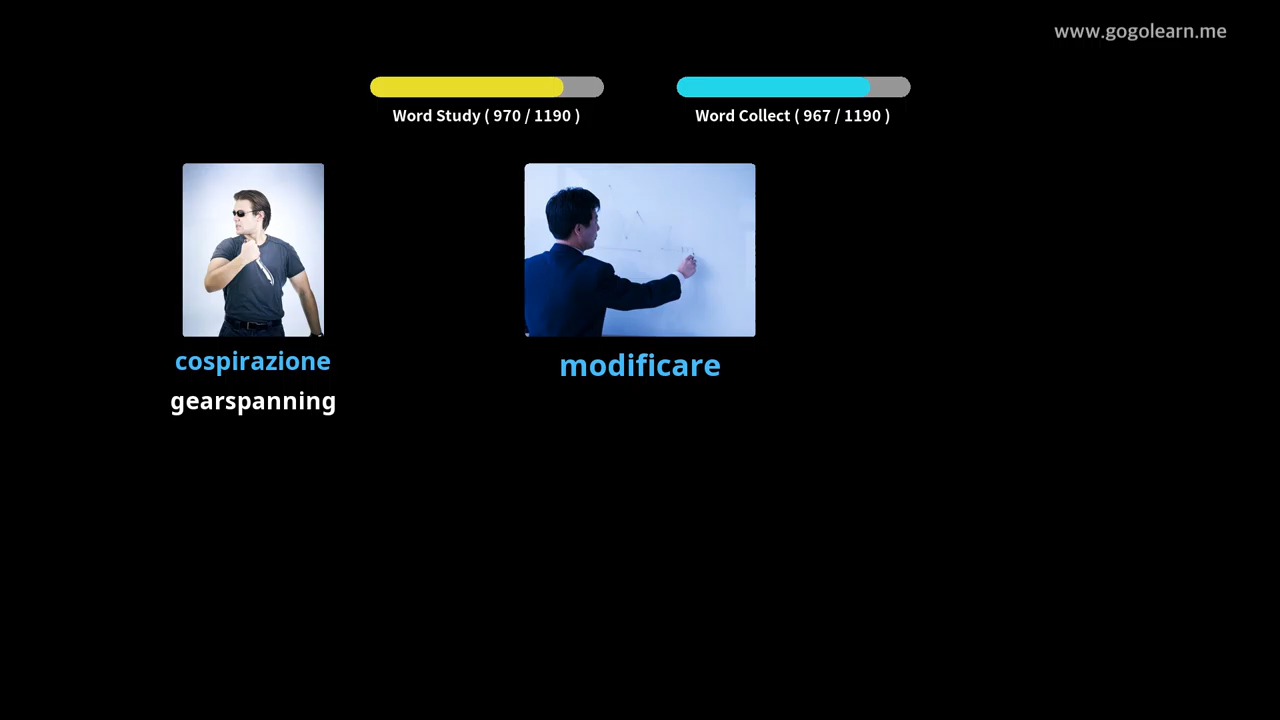 www.gogolearn.me
Word Study ( 970 / 1190 )
Word Collect ( 967 / 1190 )
cospirazione
gearspanning
modificare